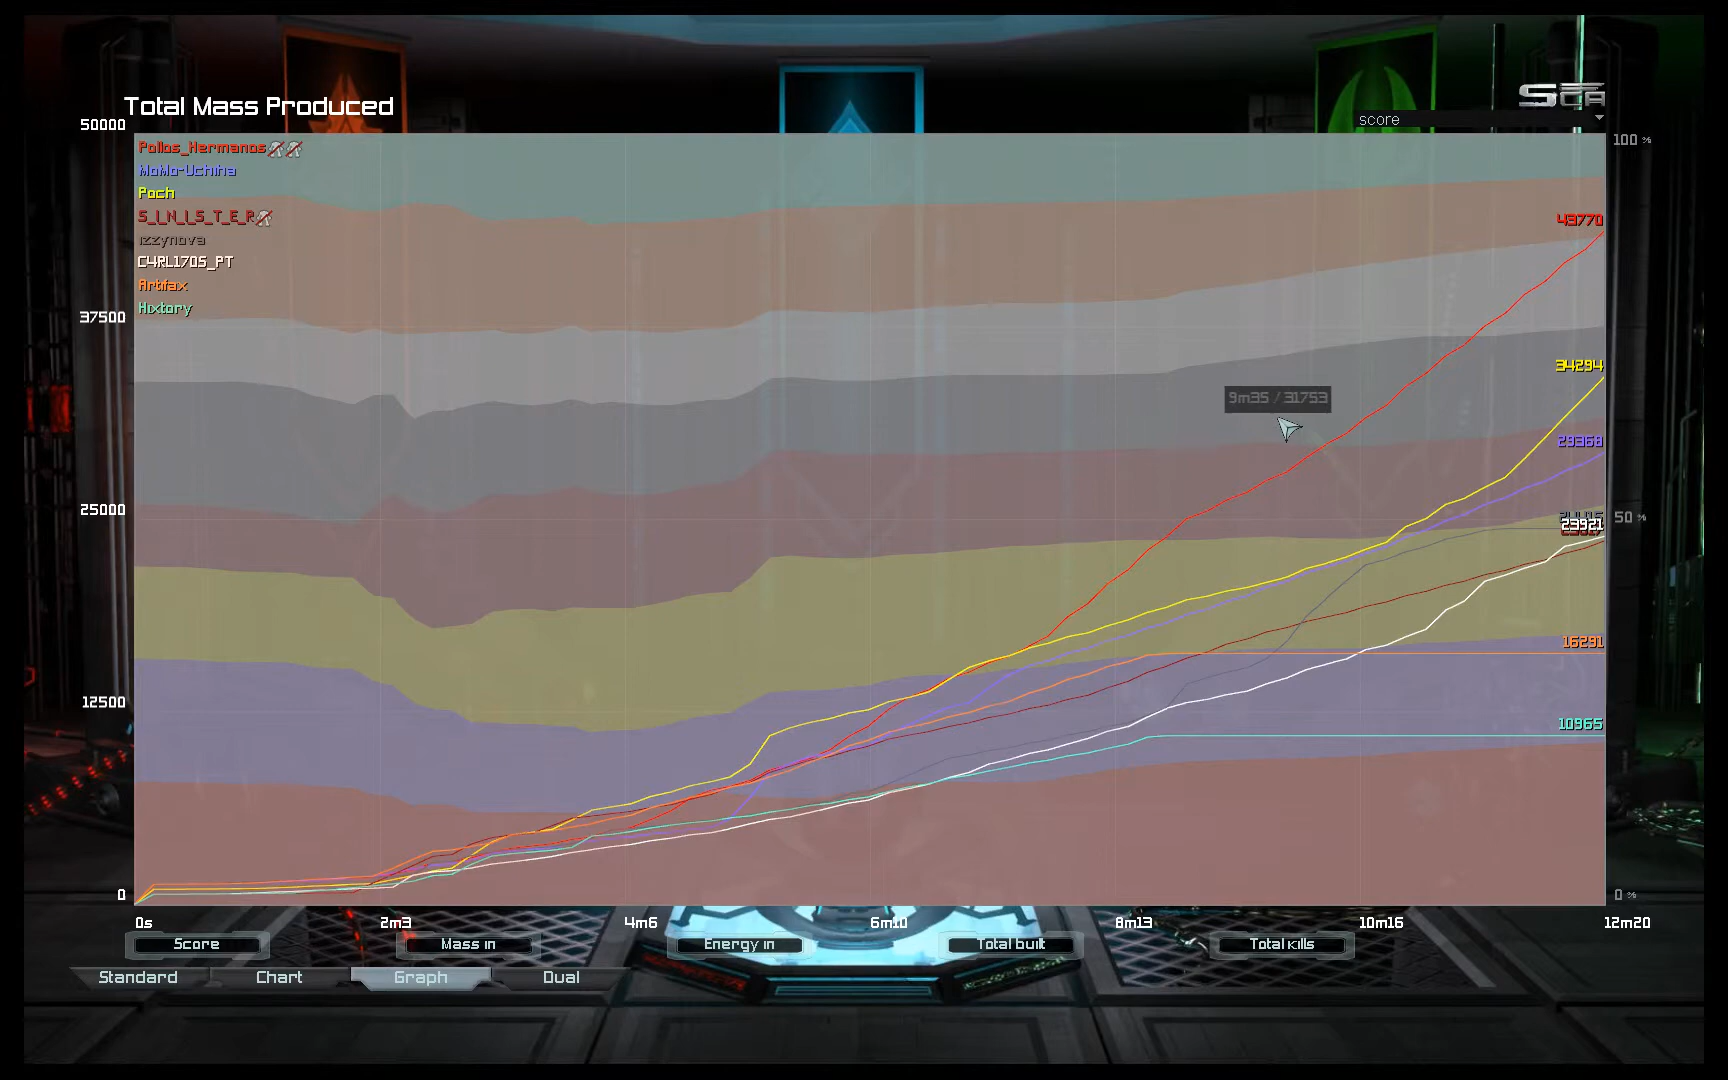 Total Mass Produced
50000
score
100 %
Pollos_Hermanos
MoMo-Uchiha
Poch
S_I_N_I_S_T_E_R
izzynova
C4RL1705_PT
Artifax
Hixtory
43770
37500
34294
9m35 / 31753
29368
25000
23921
50 %
12500
16291
10965
0
0 %
0s 2m3 4m6 6m10 8m13 10m16 12m20
Score Mass in Energy in Total built Total kills
Standard Chart Graph Dual